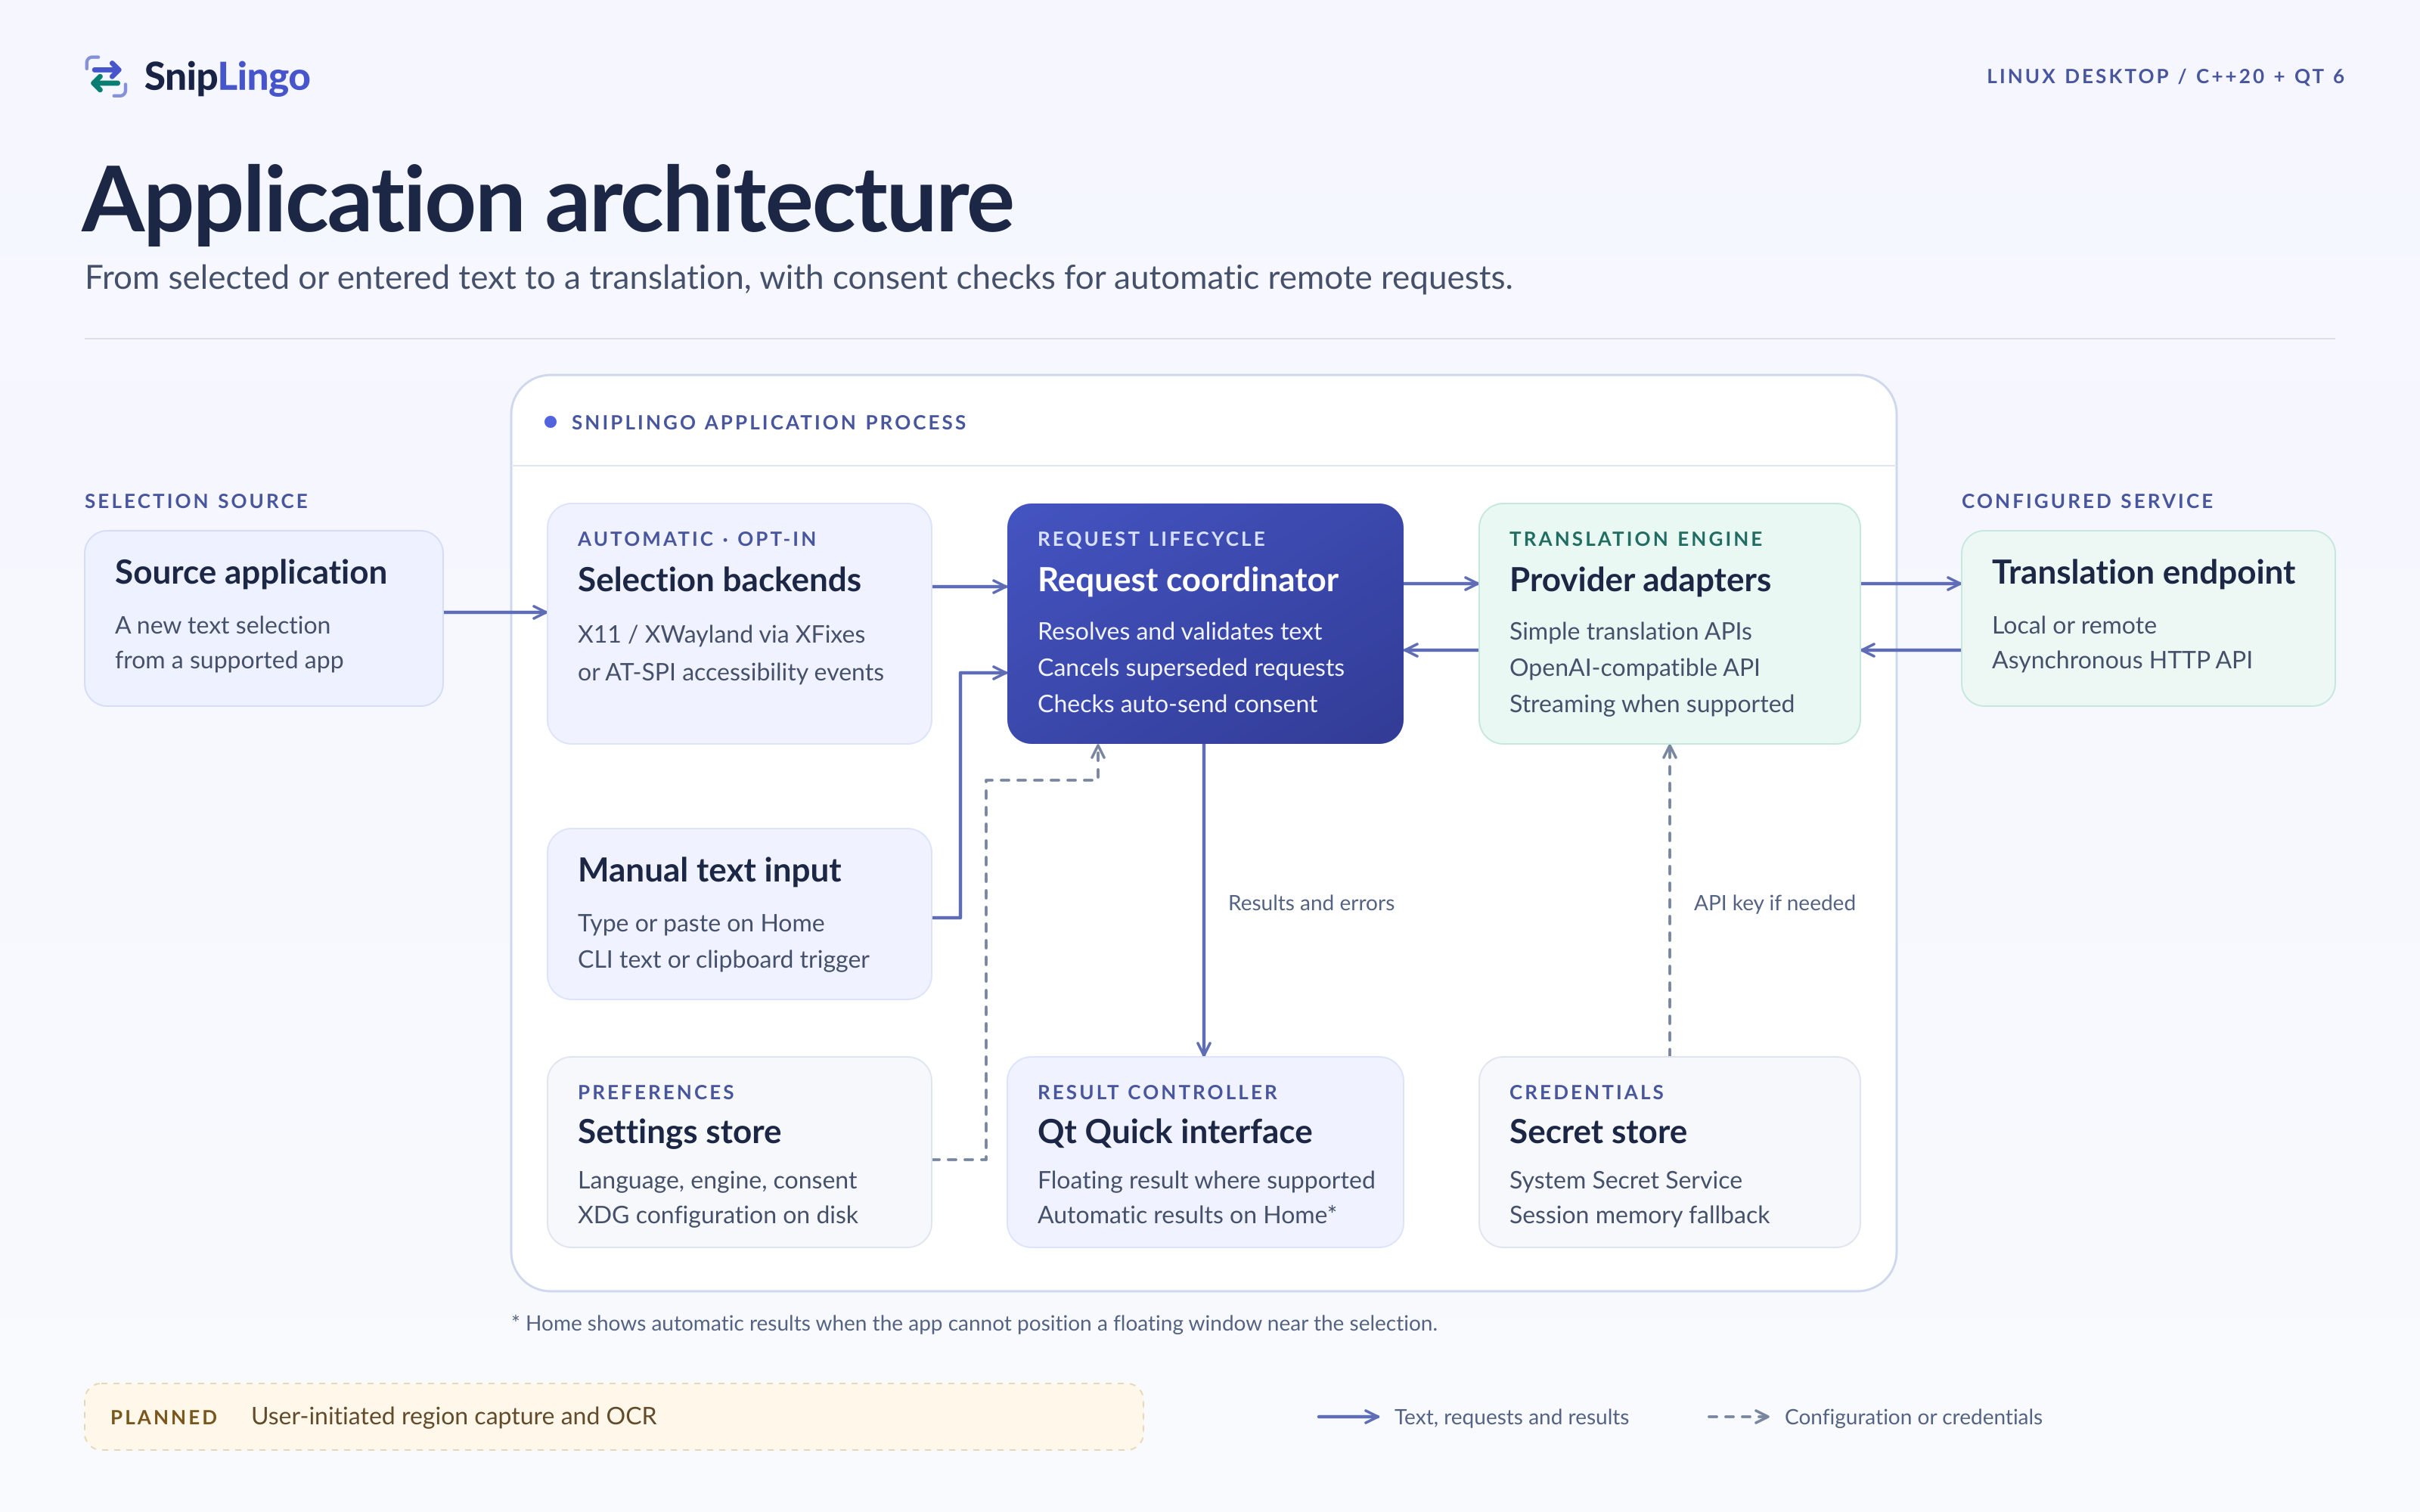 SnipLingo
LINUX DESKTOP / C++20 + QT 6
Application architecture
From selected or entered text to a translation, with consent checks for automatic remote requests.
SNIPLINGO APPLICATION PROCESS
SELECTION SOURCE
Source application
A new text selection
from a supported app
AUTOMATIC · OPT-IN
Selection backends
X11 / XWayland via XFixes
or AT-SPI accessibility events
REQUEST LIFECYCLE
Request coordinator
Resolves and validates text
Cancels superseded requests
Checks auto-send consent
TRANSLATION ENGINE
Provider adapters
Simple translation APIs
OpenAI-compatible API
Streaming when supported
CONFIGURED SERVICE
Translation endpoint
Local or remote
Asynchronous HTTP API
Manual text input
Type or paste on Home
CLI text or clipboard trigger
Results and errors
API key if needed
PREFERENCES
Settings store
Language, engine, consent
XDG configuration on disk
RESULT CONTROLLER
Qt Quick interface
Floating result where supported
Automatic results on Home*
CREDENTIALS
Secret store
System Secret Service
Session memory fallback
* Home shows automatic results when the app cannot position a floating window near the selection.
PLANNED User-initiated region capture and OCR
Text, requests and results
Configuration or credentials